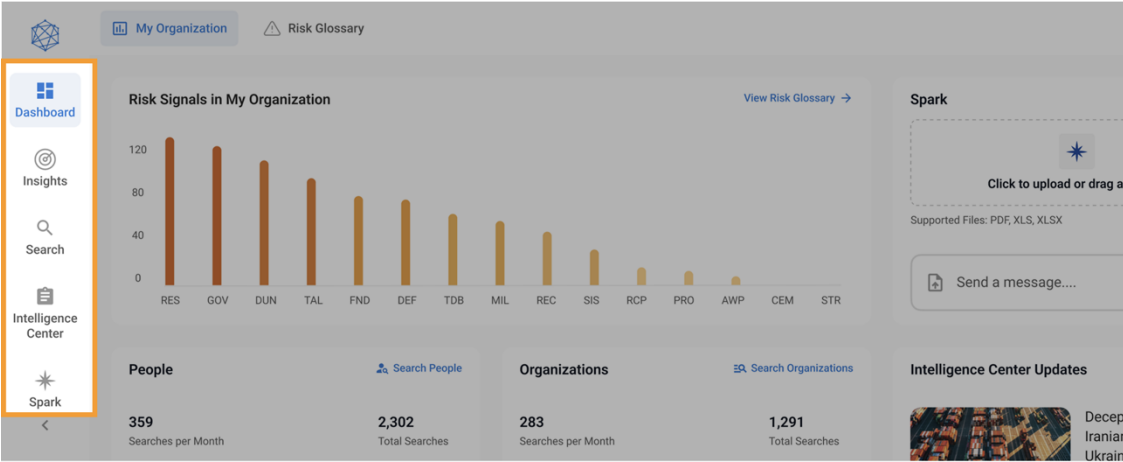 My Organization
Risk Glossary
Dashboard
Insights
Search
Intelligence
Center
Spark
Risk Signals in My Organization
View Risk Glossary →
120
80
40
0
RES GOV DUN TAL FND DEF TDB MIL REC SIS RCP PRO AWP CEM STR
Spark
Click to upload or drag a
Supported Files: PDF, XLS, XLSX
Send a message....
People
Search People
359
Searches per Month
2,302
Total Searches
Organizations
Search Organizations
283
Searches per Month
1,291
Total Searches
Intelligence Center Updates
Decep
Iranian
Ukrain